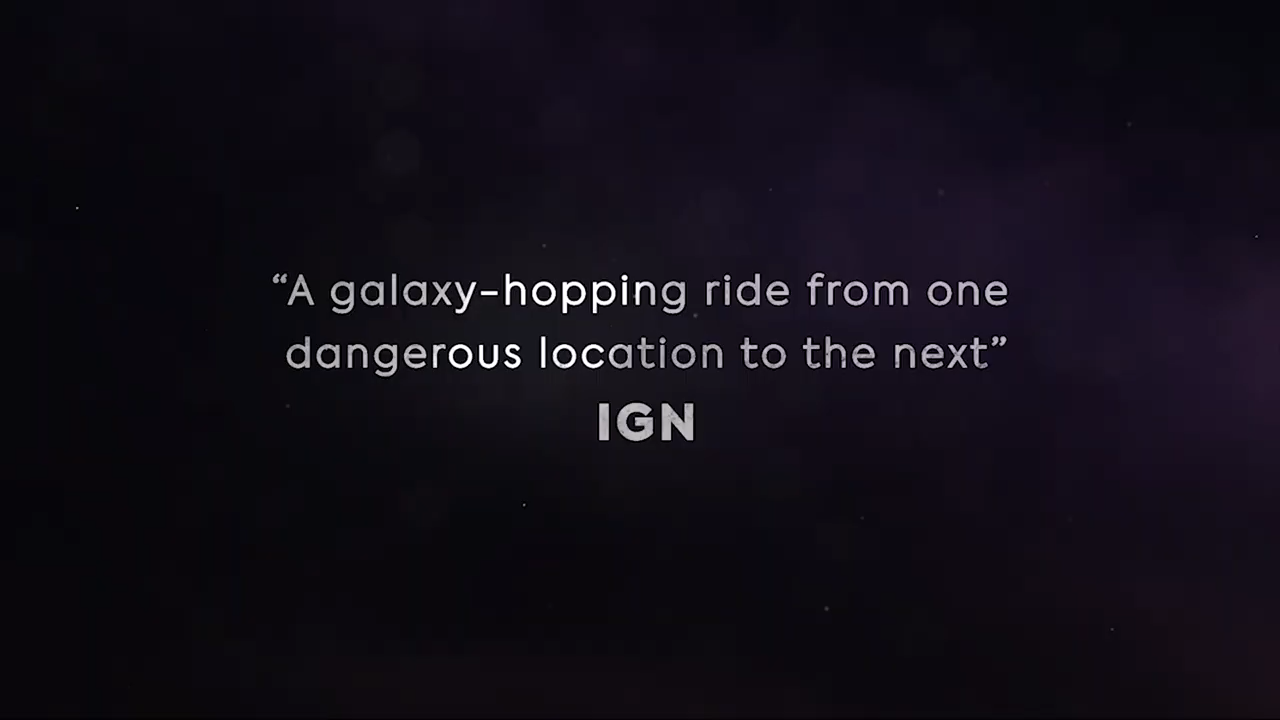 “A galaxy-hopping ride from one
dangerous location to the next”
IGN